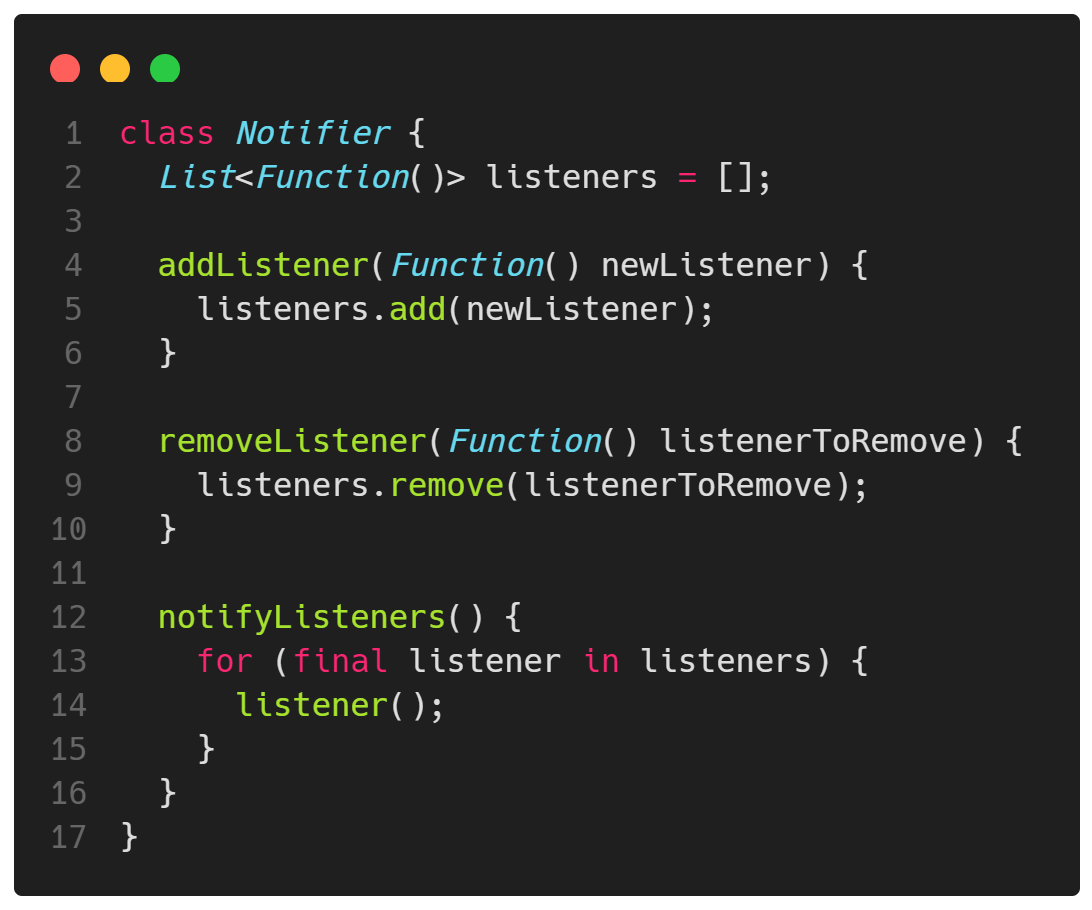 1 class Notifier {
2   List<Function()> listeners = [];
3
4   addListener(Function() newListener) {
5     listeners.add(newListener);
6   }
7
8   removeListener(Function() listenerToRemove) {
9     listeners.remove(listenerToRemove);
10   }
11
12   notifyListeners() {
13     for (final listener in listeners) {
14       listener();
15     }
16   }
17 }